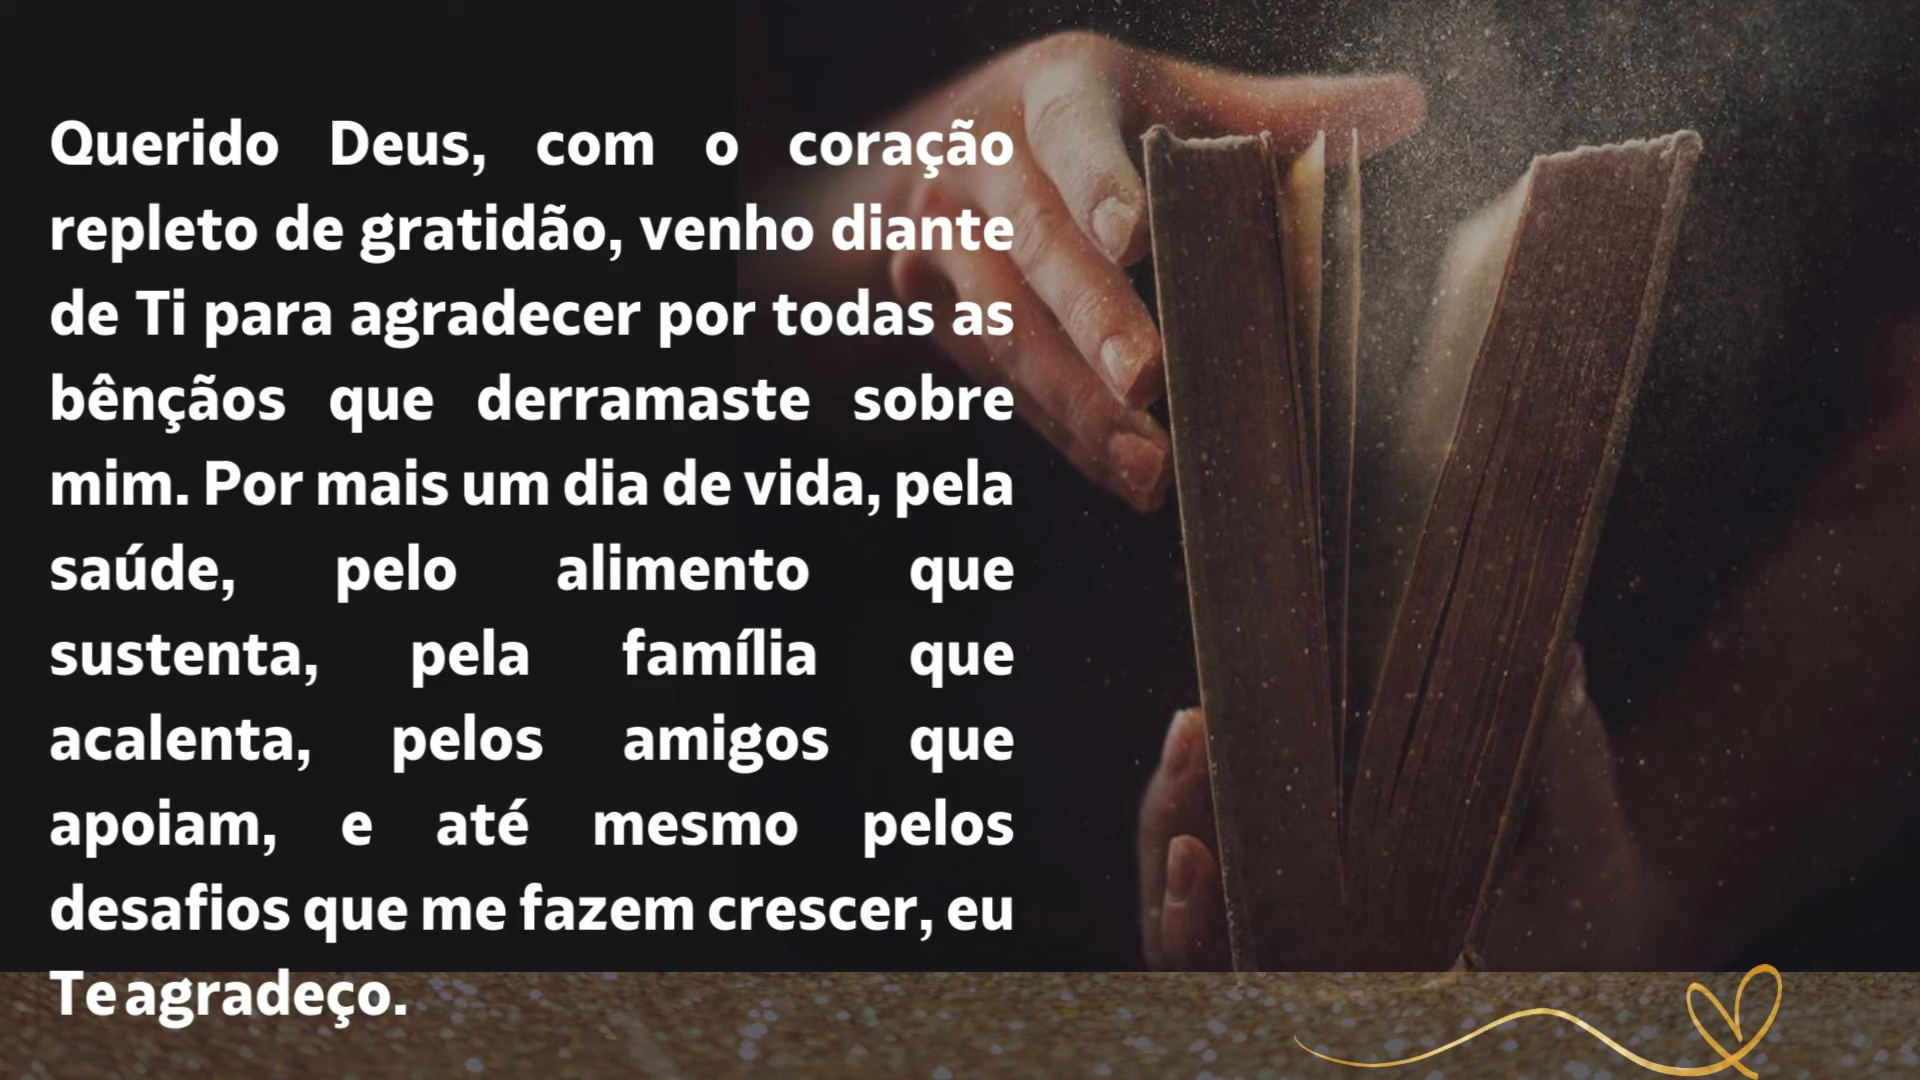 Querido Deus, com o coração
repleto de gratidão, venho diante
de Ti para agradecer por todas as
bênçãos que derramaste sobre
mim. Por mais um dia de vida, pela
saúde, pelo alimento que
sustenta, pela família que
acalenta, pelos amigos que
apoiam, e até mesmo pelos
desafios que me fazem crescer, eu
Te agradeço.